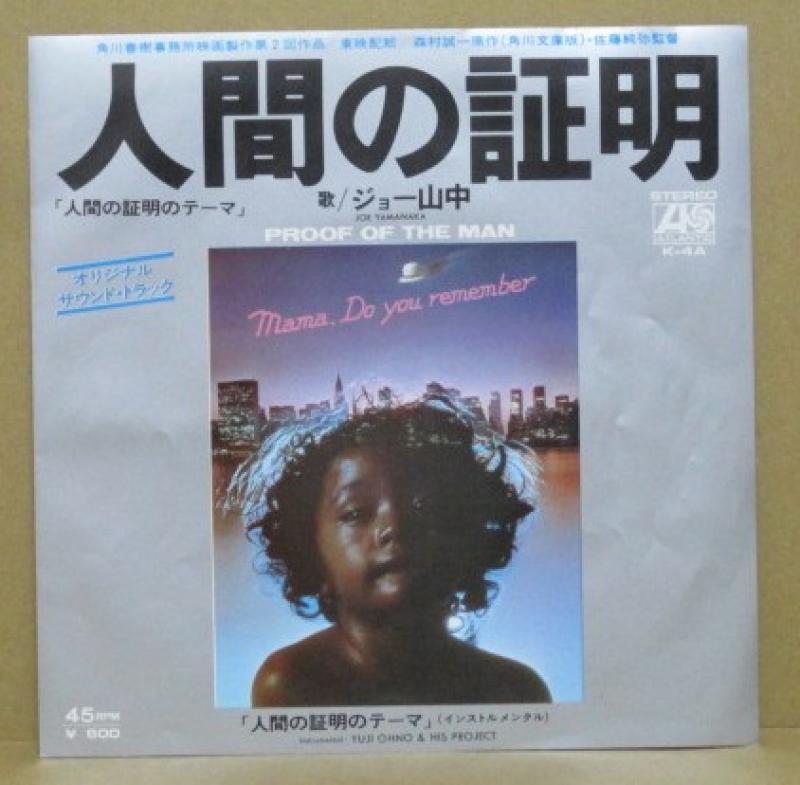 角川春樹事務所映画製作第2回作品 東映配給 森村誠一原作(角川文庫版)・佐藤純弥監督
人間の証明
「人間の証明のテーマ」
歌/ジョー山中
JOE YAMANAKA
PROOF OF THE MAN
STEREO
ATLANTIC
K-4A
オリジナル
サウンド・トラック
Mama, Do you remember
45RPM
¥ 600
「人間の証明のテーマ」(インストルメンタル)
YUJI OHNO & HIS PROJECT